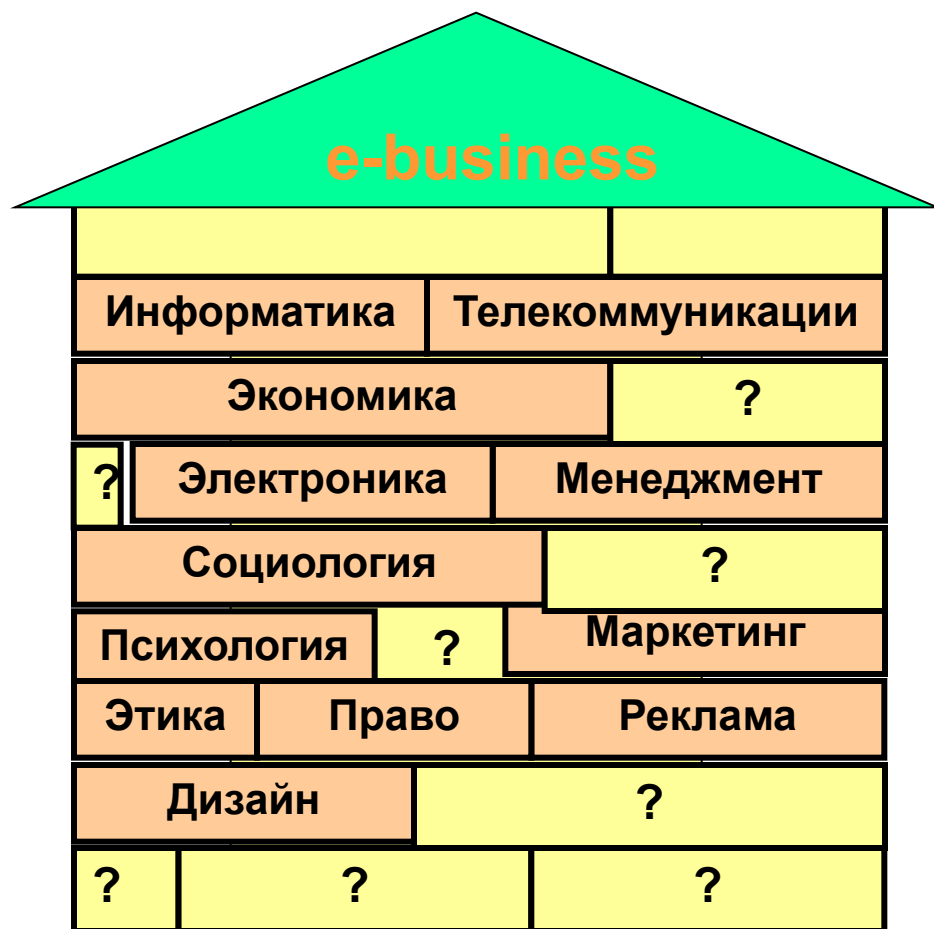 e-business
Информатика Телекоммуникации
Экономика ?
? Электроника Менеджмент
Социология ?
Психология ? Маркетинг
Этика Право Реклама
Дизайн ?
? ? ?